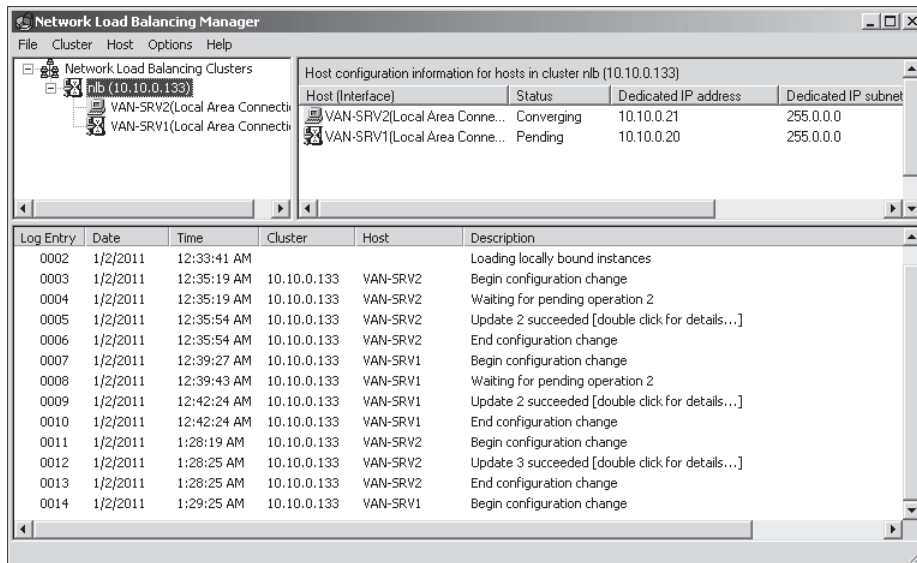 Network Load Balancing Manager
File Cluster Host Options Help
Network Load Balancing Clusters
nlb (10.10.0.133)
VAN-SRV2(Local Area Connecti
VAN-SRV1(Local Area Connecti
Host configuration information for hosts in cluster nlb (10.10.0.133)
Host (Interface) Status Dedicated IP address Dedicated IP subnet
VAN-SRV2(Local Area Conne... Converging 10.10.0.21 255.0.0.0
VAN-SRV1(Local Area Conne... Pending 10.10.0.20 255.0.0.0
Log Entry Date Time Cluster Host Description
0002 1/2/2011 12:33:41 AM Loading locally bound instances
0003 1/2/2011 12:35:19 AM 10.10.0.133 VAN-SRV2 Begin configuration change
0004 1/2/2011 12:35:19 AM 10.10.0.133 VAN-SRV2 Waiting for pending operation 2
0005 1/2/2011 12:35:54 AM 10.10.0.133 VAN-SRV2 Update 2 succeeded [double click for details...]
0006 1/2/2011 12:35:54 AM 10.10.0.133 VAN-SRV2 End configuration change
0007 1/2/2011 12:39:27 AM 10.10.0.133 VAN-SRV1 Begin configuration change
0008 1/2/2011 12:39:43 AM 10.10.0.133 VAN-SRV1 Waiting for pending operation 2
0009 1/2/2011 12:42:24 AM 10.10.0.133 VAN-SRV1 Update 2 succeeded [double click for details...]
0010 1/2/2011 12:42:24 AM 10.10.0.133 VAN-SRV1 End configuration change
0011 1/2/2011 1:28:19 AM 10.10.0.133 VAN-SRV2 Begin configuration change
0012 1/2/2011 1:28:25 AM 10.10.0.133 VAN-SRV2 Update 3 succeeded [double click for details...]
0013 1/2/2011 1:28:25 AM 10.10.0.133 VAN-SRV2 End configuration change
0014 1/2/2011 1:29:25 AM 10.10.0.133 VAN-SRV1 Begin configuration change